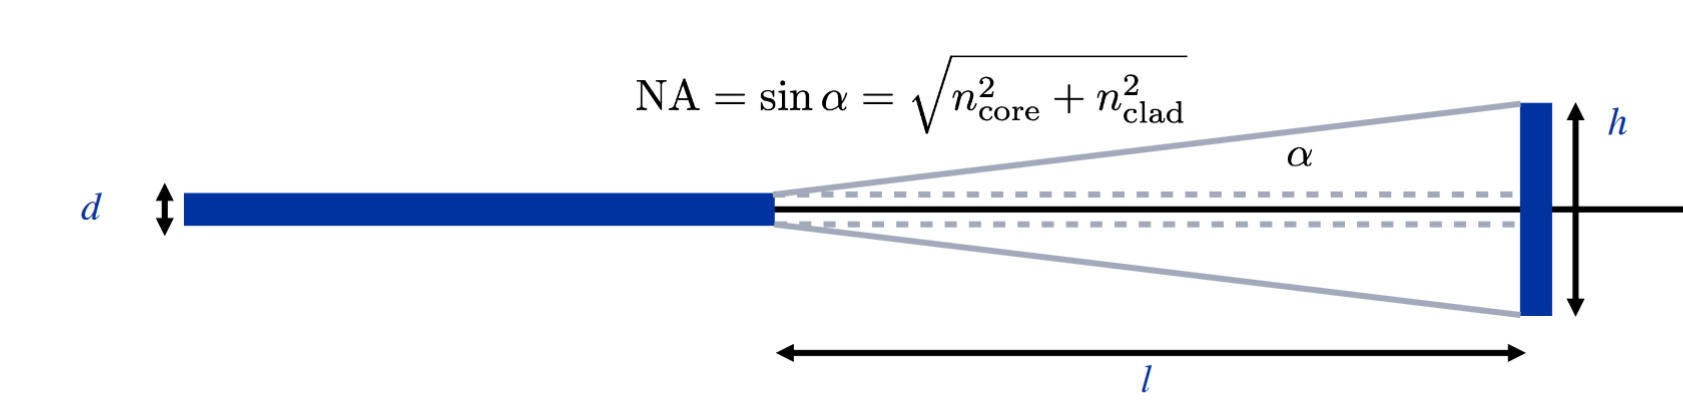 NA = sin α = √(n²core + n²clad)
h
α
d
l